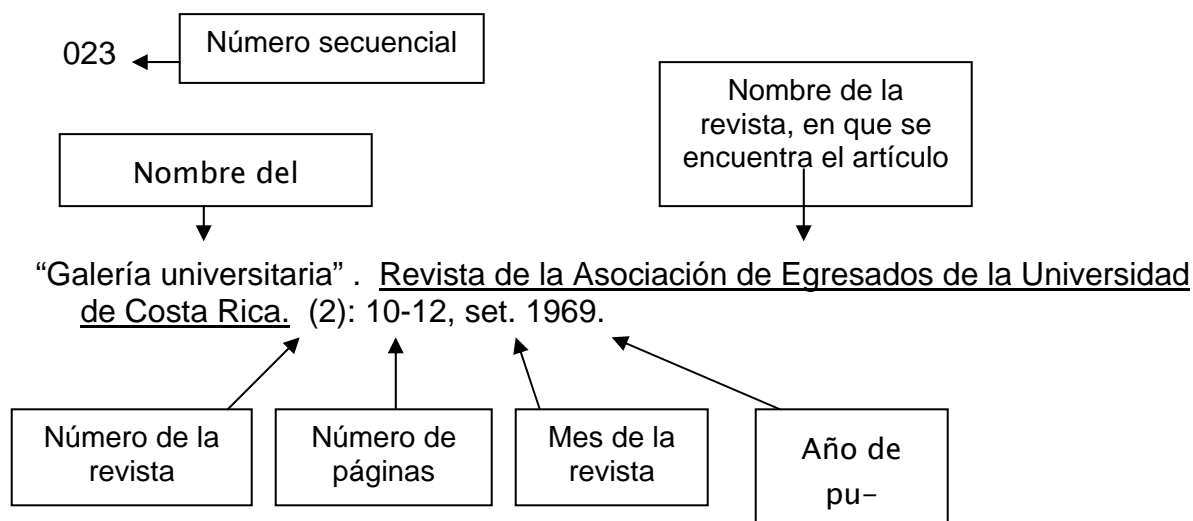 023
Número secuencial
Nombre de la
revista, en que se
encuentra el artículo
Nombre del
“Galería universitaria” . Revista de la Asociación de Egresados de la Universidad
de Costa Rica. (2): 10-12, set. 1969.
Número de la
revista
Número de
páginas
Mes de la
revista
Año de
pu-